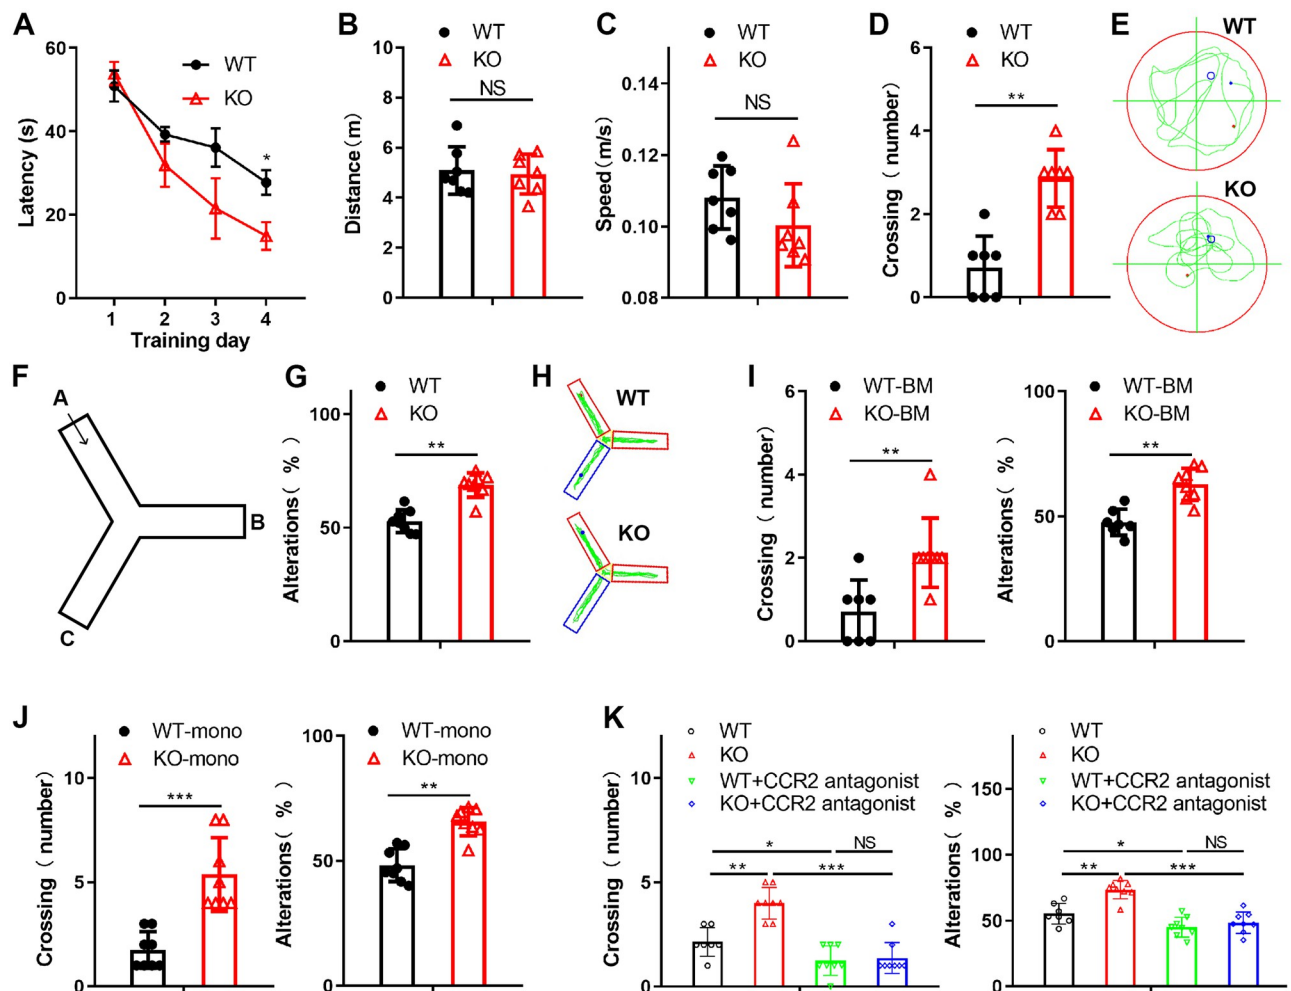 A
60
40
20
0
Latency (s)
WT
KO
*
1 2 3 4
Training day
B
WT
KO
NS
10
8
6
4
2
0
Distance (m)
C
WT
KO
NS
0.14
0.12
0.10
0.08
Speed (m/s)
D
WT
KO
**
6
4
2
0
Crossing ( number)
E
WT
KO
F
A
B
C
G
WT
KO
**
100
50
0
Alterations ( % )
H
WT
KO
I
WT-BM
KO-BM
**
6
4
2
0
Crossing ( number)
WT-BM
KO-BM
**
100
50
0
Alterations ( % )
J
WT-mono
KO-mono
***
10
5
0
Crossing ( number)
WT-mono
KO-mono
**
100
50
0
Alterations ( % )
K
WT
KO
WT+CCR2 antagonist
KO+CCR2 antagonist
* NS
** ***
10
5
0
Crossing ( number)
WT
KO
WT+CCR2 antagonist
KO+CCR2 antagonist
* NS
** ***
150
100
50
0
Alterations ( % )